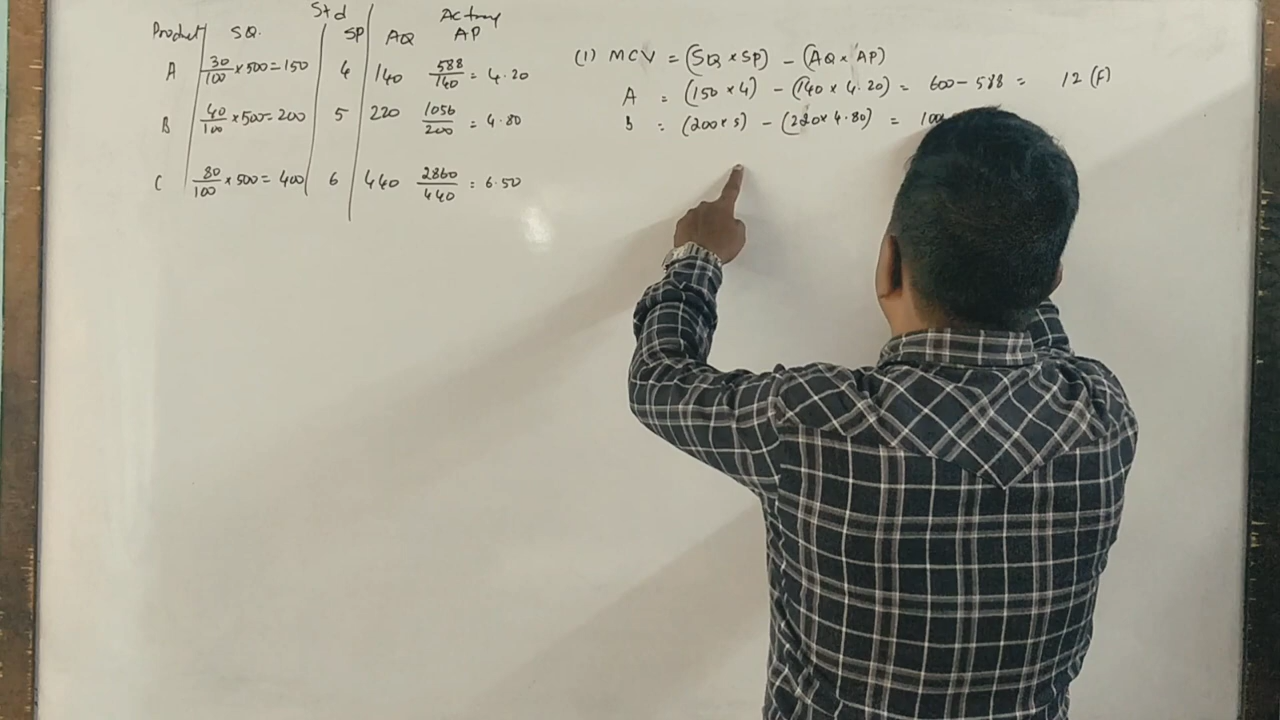 Std Actual
Product SQ. SP AQ AP
A 30/100 × 500 = 150 4 140 588/140 = 4.20
B 40/100 × 500 = 200 5 220 1056/200 = 4.80
C 80/100 × 500 = 400 6 440 2860/440 = 6.50
(1) MCV = (SQ × SP) - (AQ × AP)
A = (150 × 4) - (140 × 4.20) = 600 - 588 = 12 (F)
B = (200 × 5) - (220 × 4.80) =